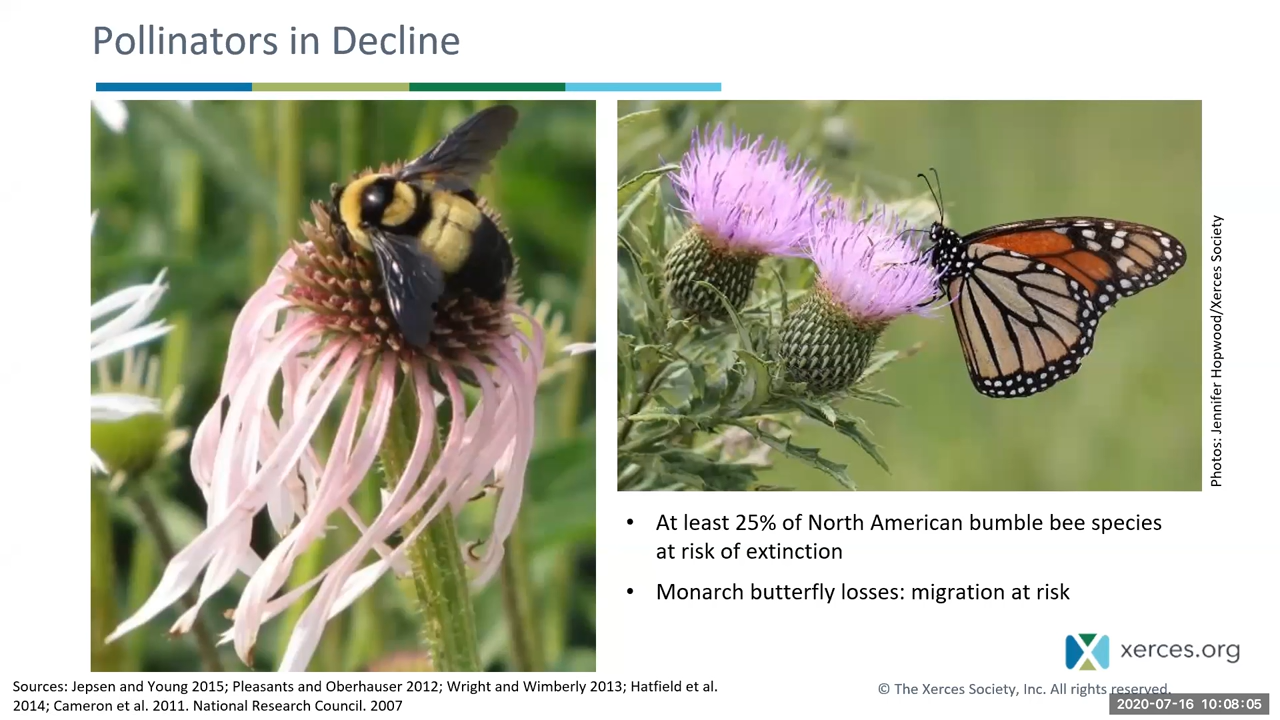 Pollinators in Decline
Photos: Jennifer Hopwood/Xerces Society
• At least 25% of North American bumble bee species
at risk of extinction
• Monarch butterfly losses: migration at risk
xerces.org
Sources: Jepsen and Young 2015; Pleasants and Oberhauser 2012; Wright and Wimberly 2013; Hatfield et al.
2014; Cameron et al. 2011. National Research Council. 2007
© The Xerces Society, Inc. All rights reserved.
2020-07-16 10:08:05